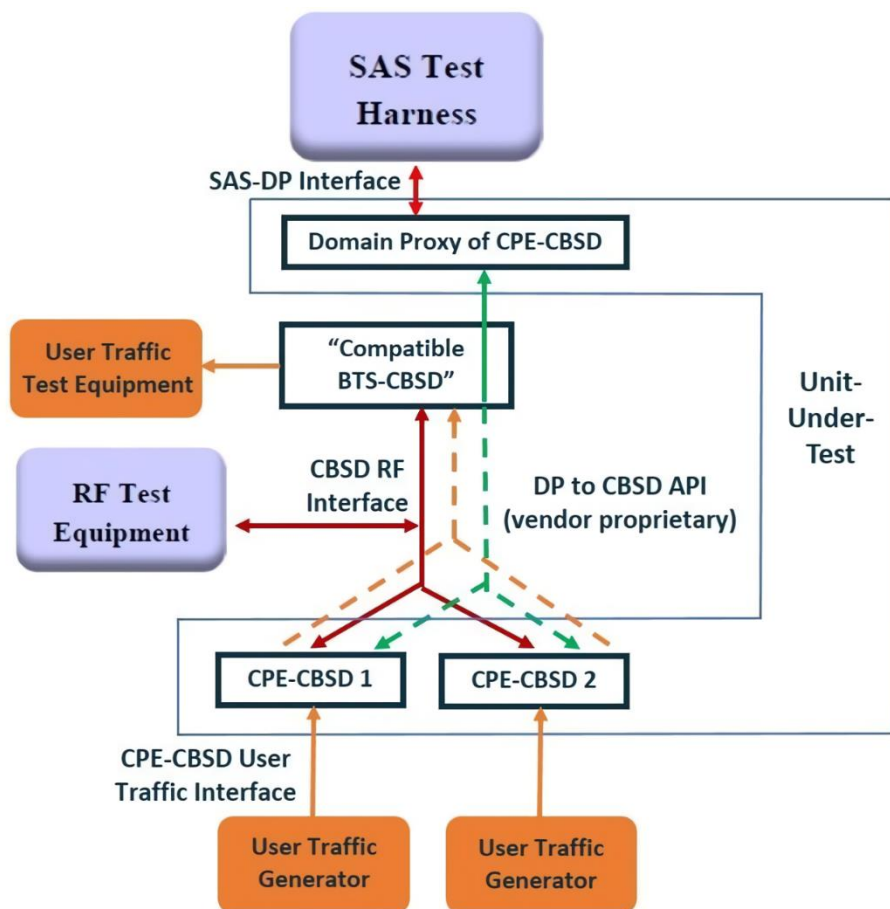 SAS Test
Harness
SAS-DP Interface
Domain Proxy of CPE-CBSD
User Traffic
Test Equipment
“Compatible
BTS-CBSD”
Unit-
Under-
Test
RF Test
Equipment
CBSD RF
Interface
DP to CBSD API
(vendor proprietary)
CPE-CBSD 1
CPE-CBSD 2
CPE-CBSD User
Traffic Interface
User Traffic
Generator
User Traffic
Generator